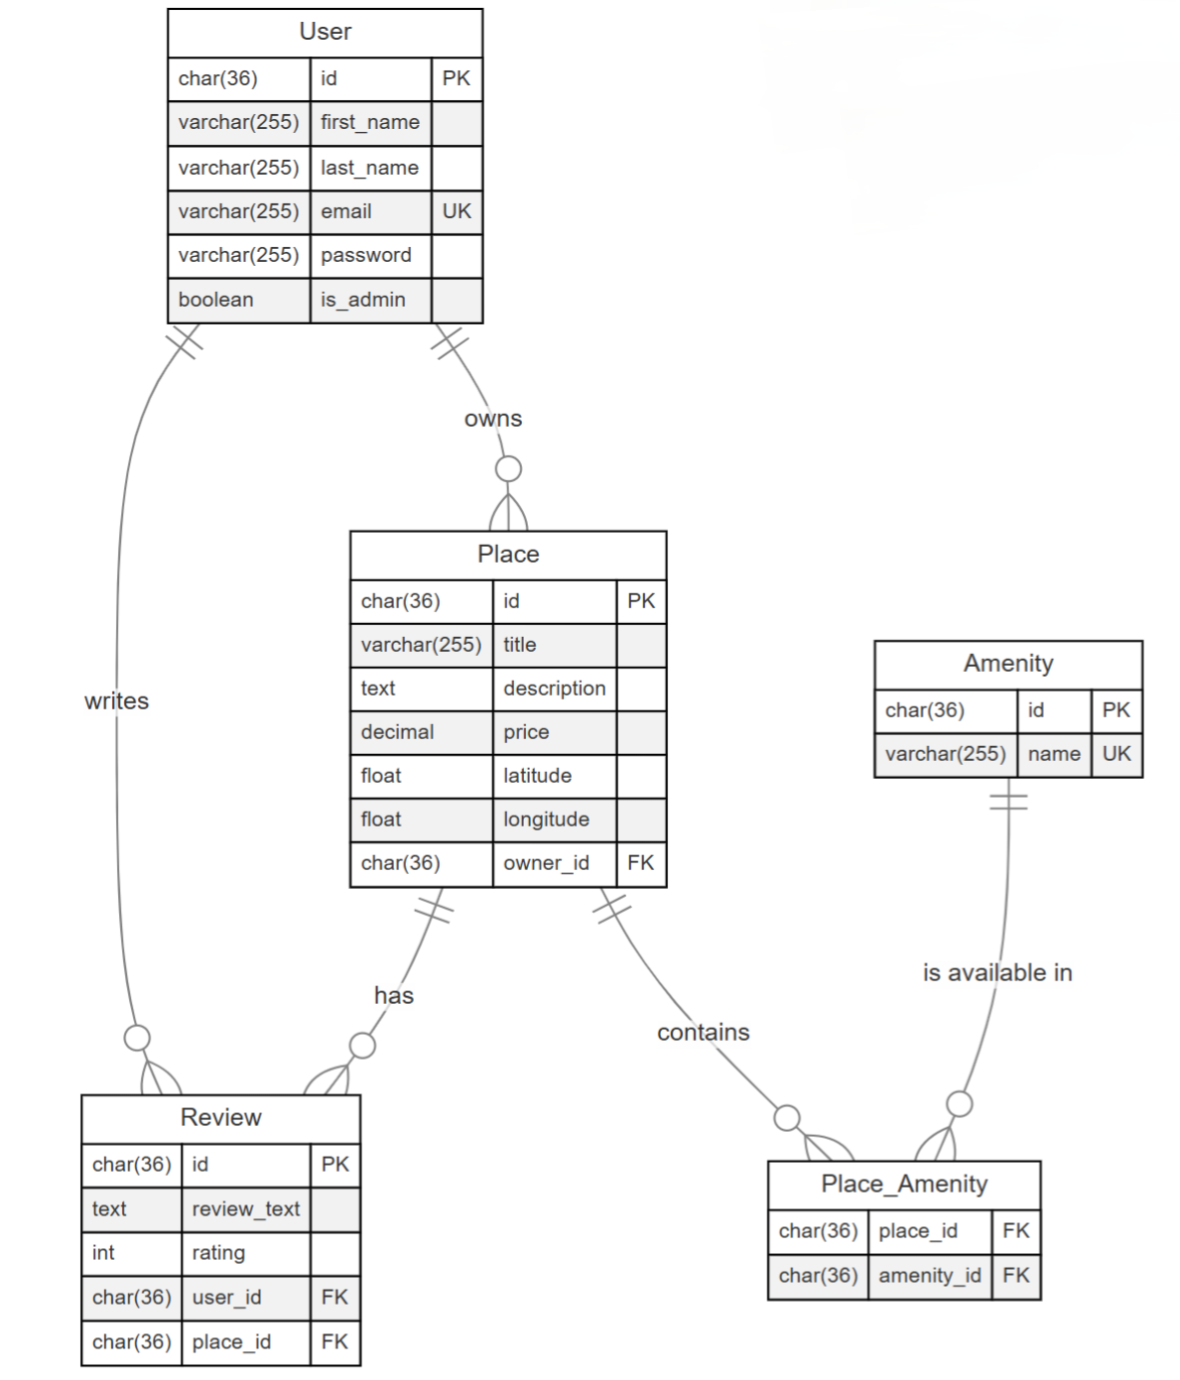 User
char(36) id PK
varchar(255) first_name
varchar(255) last_name
varchar(255) email UK
varchar(255) password
boolean is_admin
owns
Place
char(36) id PK
varchar(255) title
text description
decimal price
float latitude
float longitude
char(36) owner_id FK
writes
Amenity
char(36) id PK
varchar(255) name UK
has
contains
is available in
Review
char(36) id PK
text review_text
int rating
char(36) user_id FK
char(36) place_id FK
Place_Amenity
char(36) place_id FK
char(36) amenity_id FK